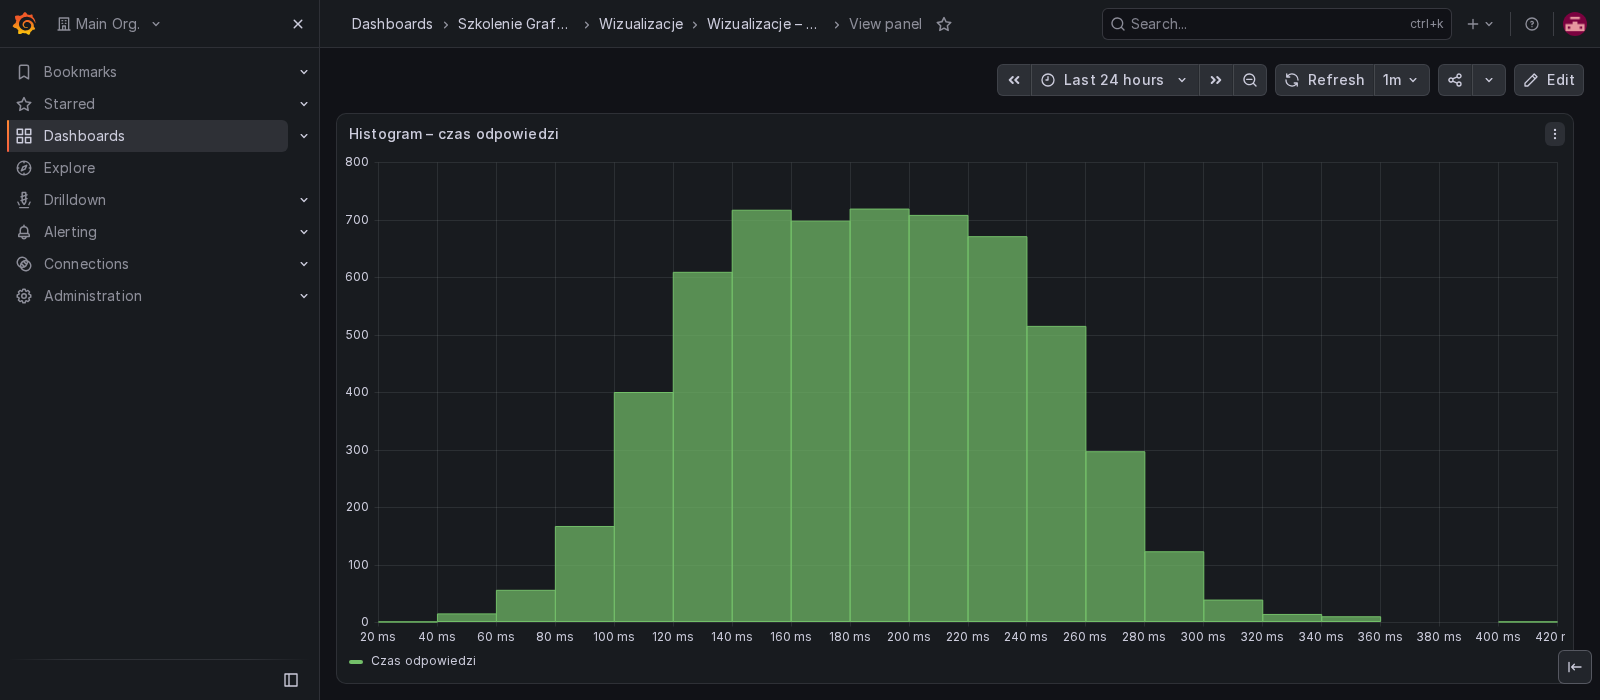 Main Org.
Dashboards
Szkolenie Graf...
Wizualizacje
Wizualizacje – ...
View panel
Search...
ctrl+k
Bookmarks
Starred
Dashboards
Explore
Drilldown
Alerting
Connections
Administration
Last 24 hours
Refresh
1m
Edit
Histogram – czas odpowiedzi
800
700
600
500
400
300
200
100
0
20 ms 40 ms 60 ms 80 ms 100 ms 120 ms 140 ms 160 ms 180 ms 200 ms 220 ms 240 ms 260 ms 280 ms 300 ms 320 ms 340 ms 360 ms 380 ms 400 ms 420 r
Czas odpowiedzi